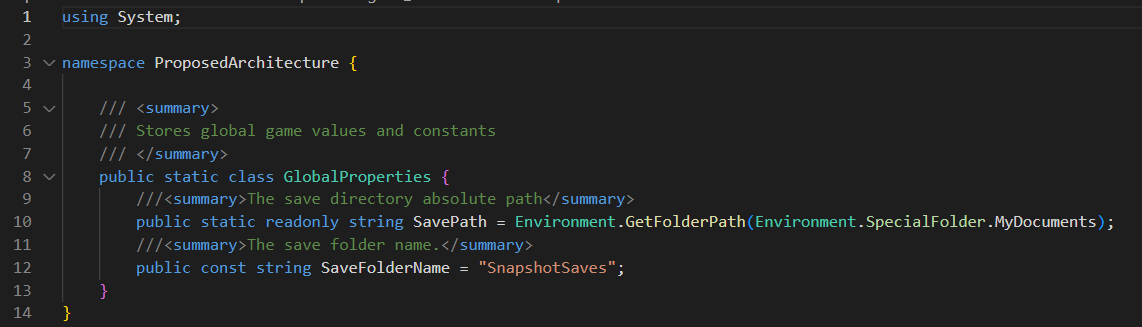 1 using System;
2
3 namespace ProposedArchitecture {
4
5 /// <summary>
6 /// Stores global game values and constants
7 /// </summary>
8 public static class GlobalProperties {
9 ///<summary>The save directory absolute path</summary>
10 public static readonly string SavePath = Environment.GetFolderPath(Environment.SpecialFolder.MyDocuments);
11 ///<summary>The save folder name.</summary>
12 public const string SaveFolderName = "SnapshotSaves";
13 }
14 }